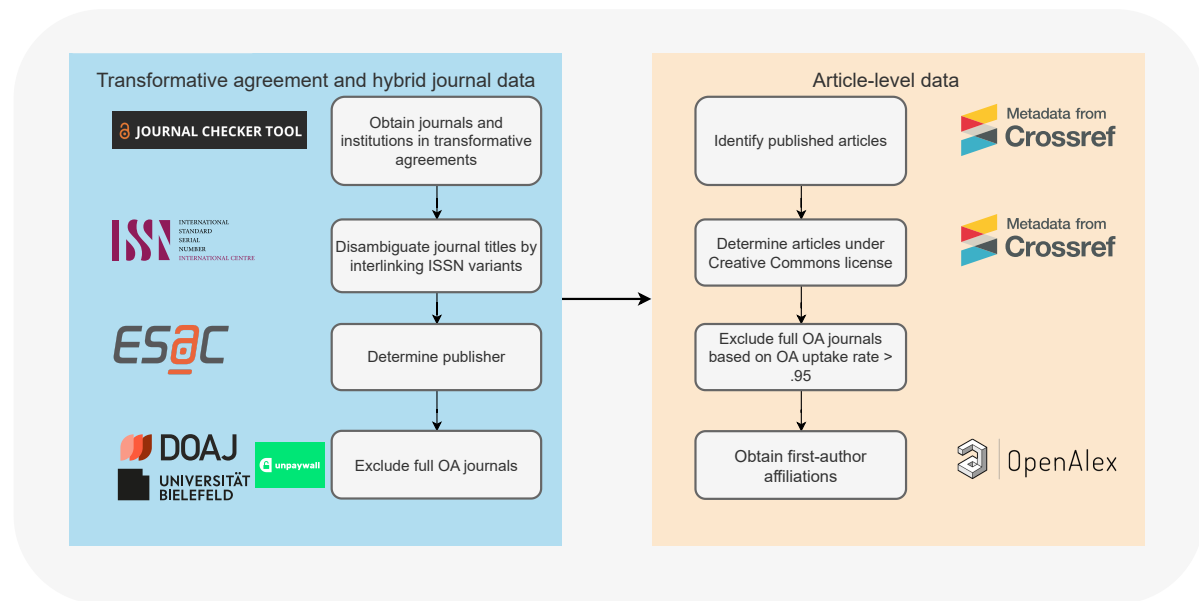 Transformative agreement and hybrid journal data
JOURNAL CHECKER TOOL
Obtain journals and
institutions in transformative
agreements
ISSN
INTERNATIONAL
STANDARD
SERIAL
NUMBER
INTERNATIONAL CENTRE
Disambiguate journal titles by
interlinking ISSN variants
ESaC
Determine publisher
DOAJ
UNIVERSITÄT
BIELEFELD
unpaywall
Exclude full OA journals
Article-level data
Identify published articles
Metadata from
Crossref
Determine articles under
Creative Commons license
Metadata from
Crossref
Exclude full OA journals
based on OA uptake rate >
.95
Obtain first-author
affiliations
OpenAlex